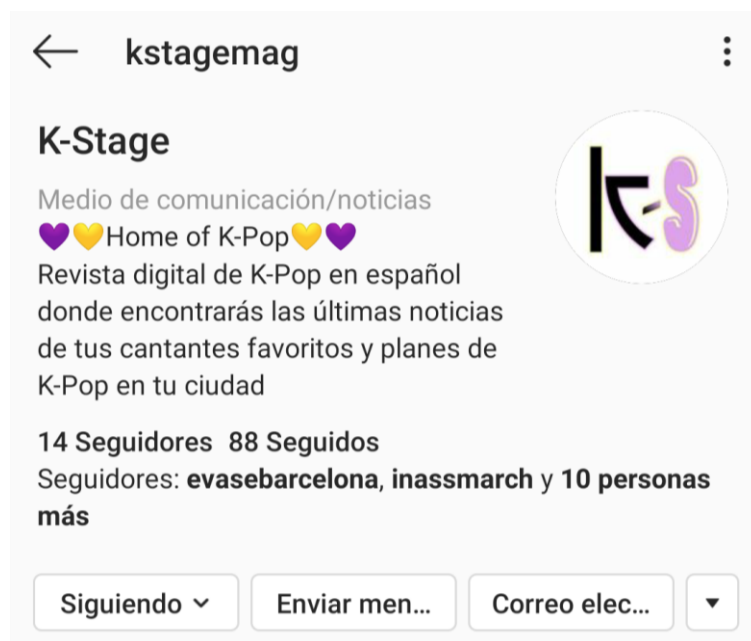 kstagemag
K-Stage
K-S
Medio de comunicación/noticias
💜💛Home of K-Pop💛💜
Revista digital de K-Pop en español
donde encontrarás las últimas noticias
de tus cantantes favoritos y planes de
K-Pop en tu ciudad
14 Seguidores 88 Seguidos
Seguidores: evasebarcelona, inassmarch y 10 personas
más
Siguiendo
Enviar men...
Correo elec...